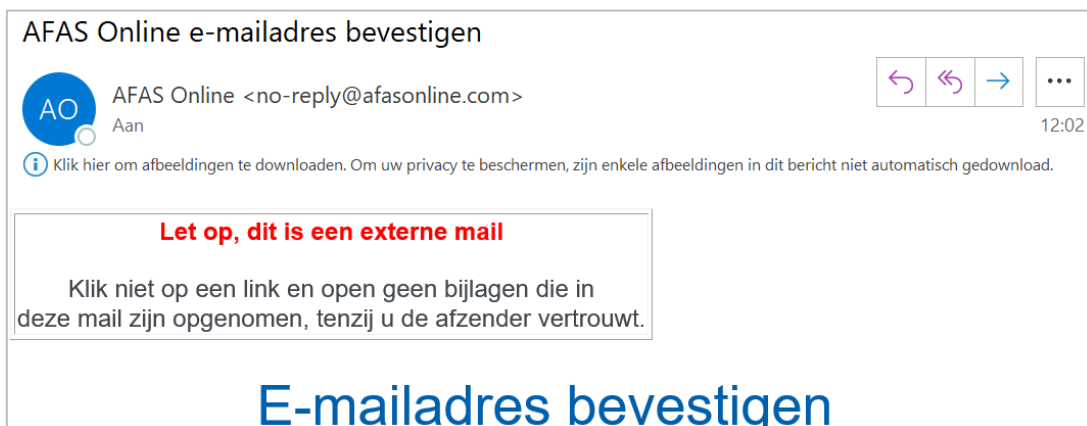 AFAS Online e-mailadres bevestigen
AO
AFAS Online <no-reply@afasonline.com>
Aan
12:02
Klik hier om afbeeldingen te downloaden. Om uw privacy te beschermen, zijn enkele afbeeldingen in dit bericht niet automatisch gedownload.
Let op, dit is een externe mail
Klik niet op een link en open geen bijlagen die in
deze mail zijn opgenomen, tenzij u de afzender vertrouwt.
E-mailadres bevestigen